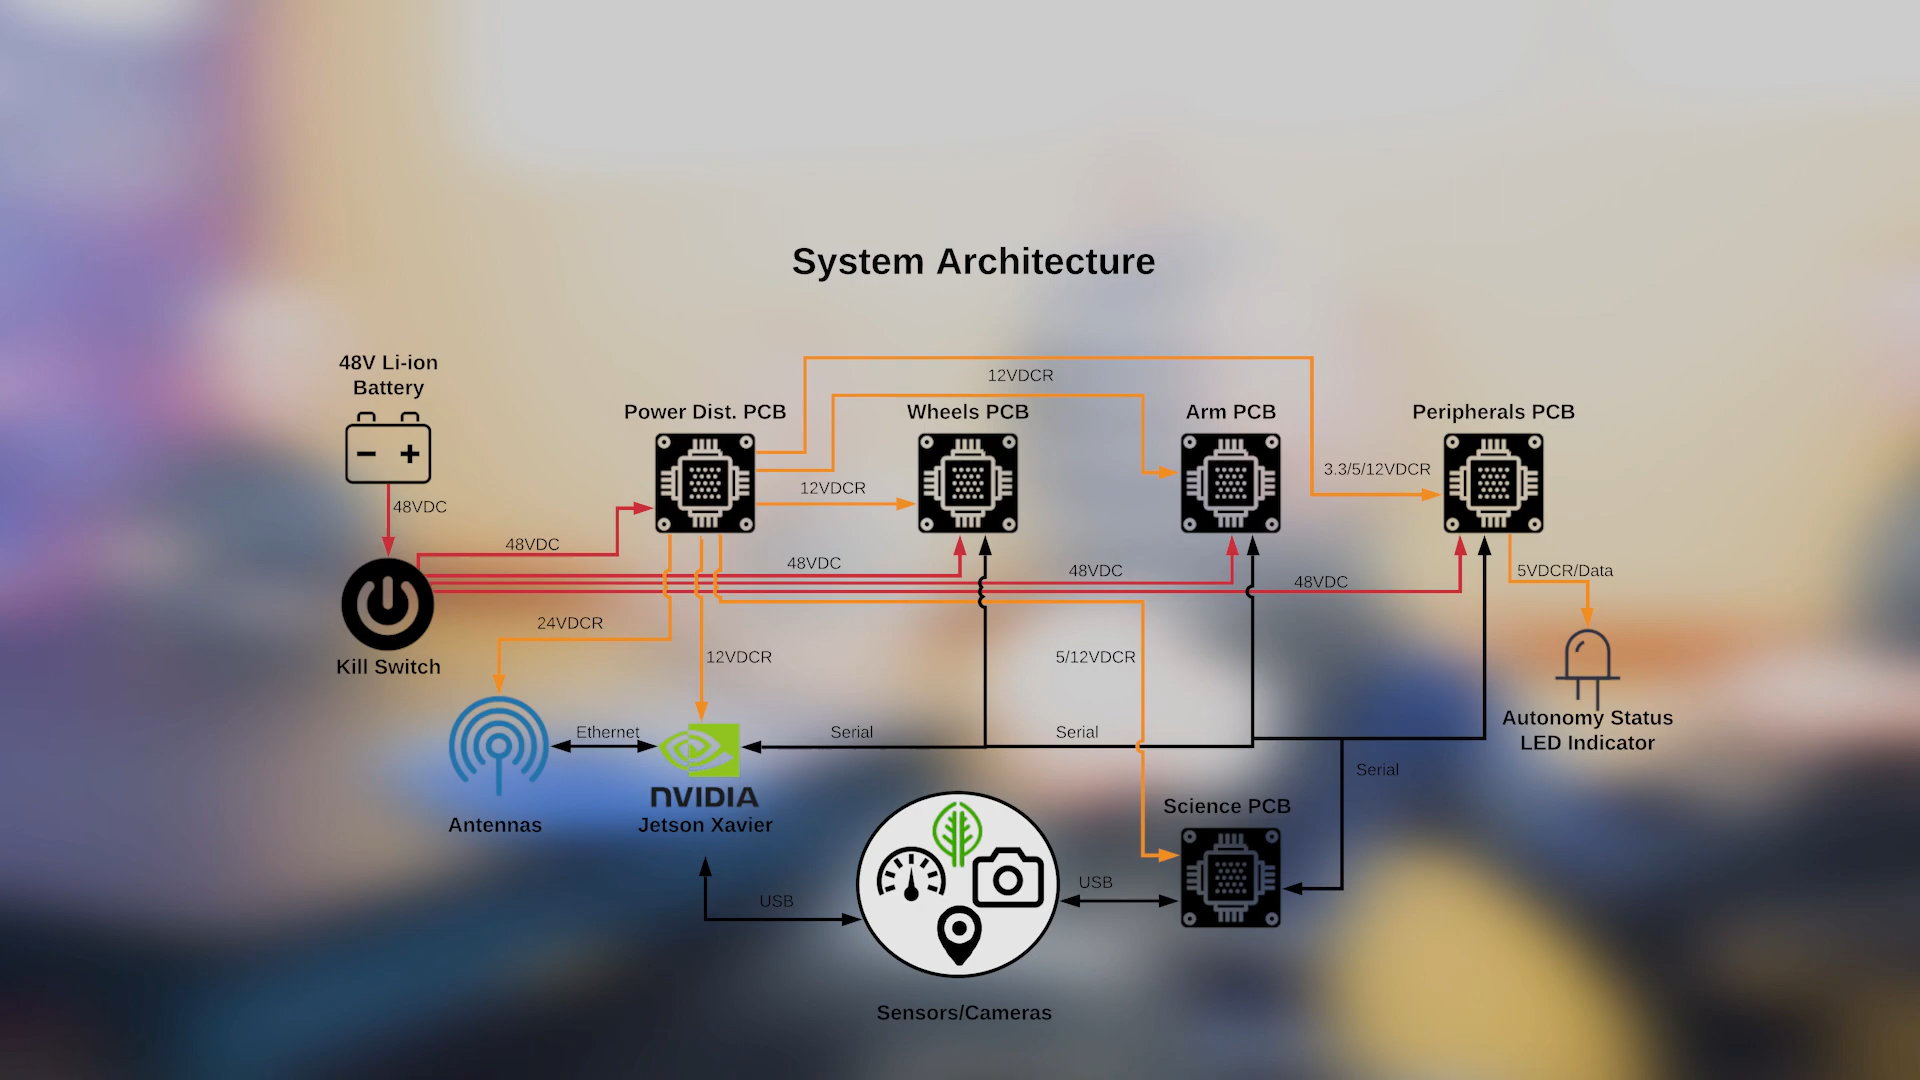 System Architecture
48V Li-ion
Battery
12VDCR
Power Dist. PCB
Wheels PCB
Arm PCB
Peripherals PCB
3.3/5/12VDCR
12VDCR
48VDC
48VDC
48VDC
48VDC
48VDC
5VDCR/Data
24VDCR
12VDCR
5/12VDCR
Kill Switch
Autonomy Status
LED Indicator
Ethernet
Serial
Serial
Serial
NVIDIA
Jetson Xavier
Antennas
Science PCB
USB
USB
Sensors/Cameras